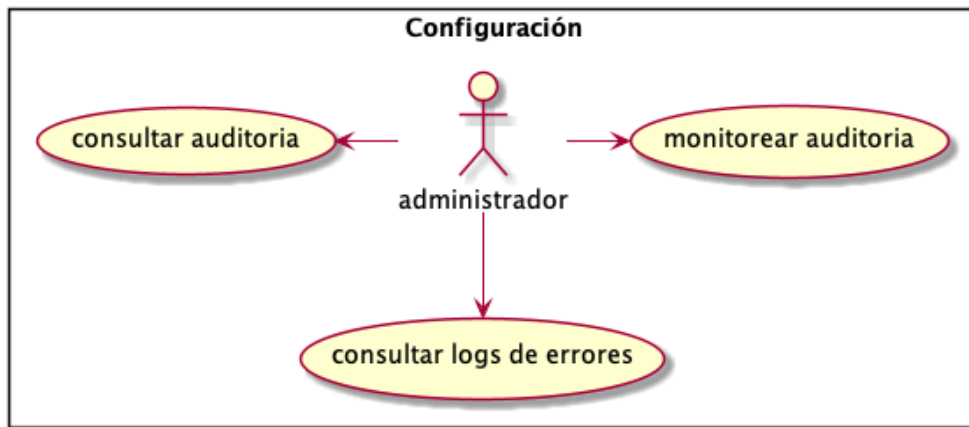 Configuración
consultar auditoria
monitorear auditoria
administrador
consultar logs de errores